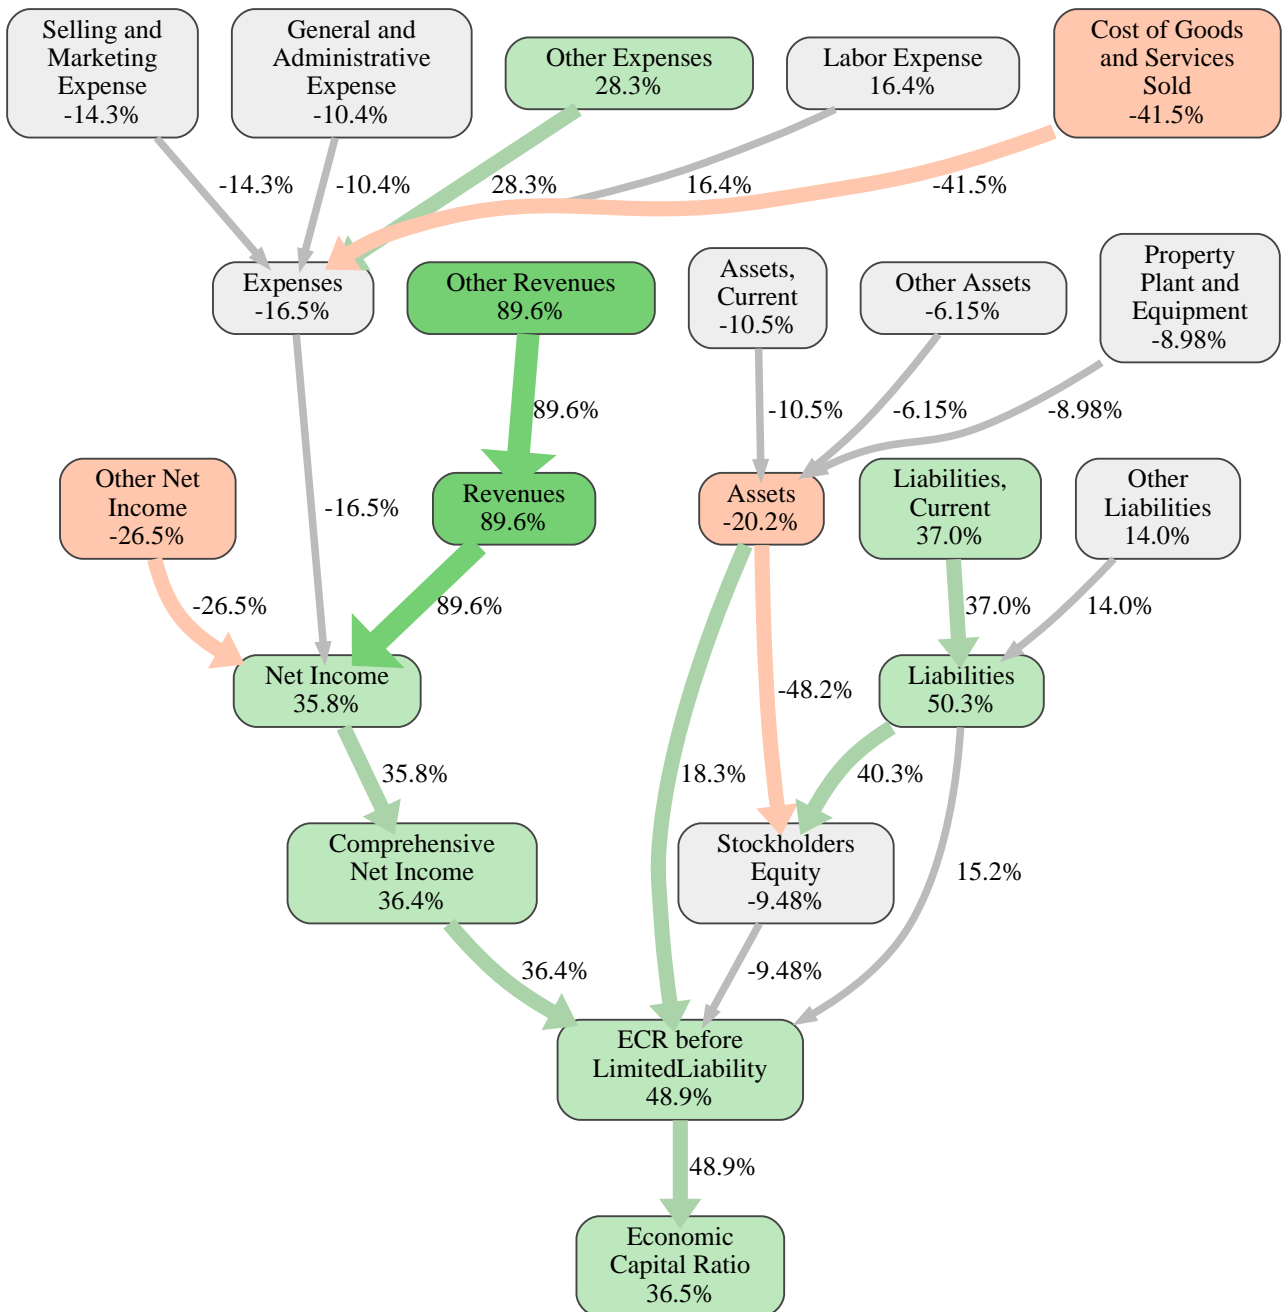 Selling and
Marketing
Expense
-14.3%
General and
Administrative
Expense
-10.4%
Other Expenses
28.3%
Labor Expense
16.4%
Cost of Goods
and Services
Sold
-41.5%
-14.3%
-10.4%
28.3%
16.4%
-41.5%
Expenses
-16.5%
Other Revenues
89.6%
Assets,
Current
-10.5%
Other Assets
-6.15%
Property
Plant and
Equipment
-8.98%
89.6%
-10.5%
-6.15%
-8.98%
Other Net
Income
-26.5%
-16.5%
Revenues
89.6%
Assets
-20.2%
Liabilities,
Current
37.0%
Other
Liabilities
14.0%
-26.5%
89.6%
37.0%
14.0%
Net Income
35.8%
-48.2%
Liabilities
50.3%
35.8%
18.3%
40.3%
Comprehensive
Net Income
36.4%
Stockholders
Equity
-9.48%
15.2%
36.4%
-9.48%
ECR before
LimitedLiability
48.9%
48.9%
Economic
Capital Ratio
36.5%